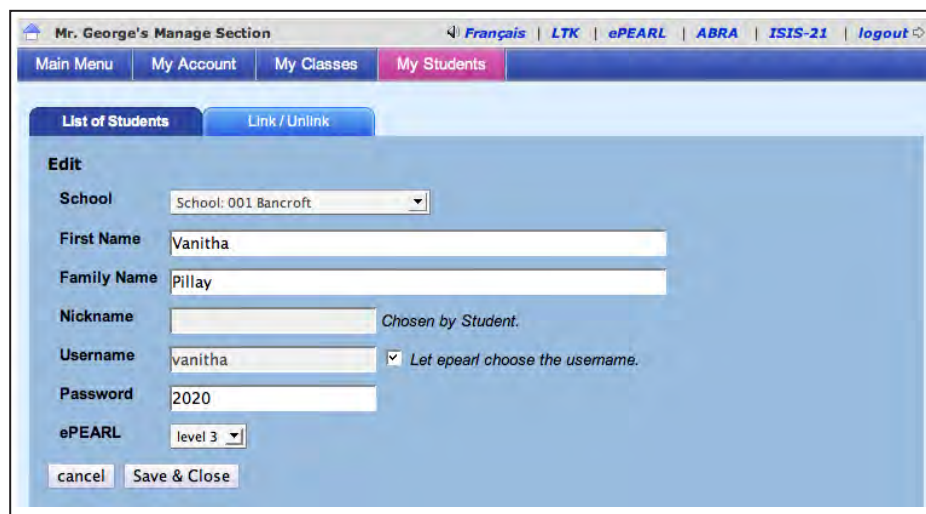 Mr. George's Manage Section Français | LTK | ePEARL | ABRA | ISIS-21 | logout
Main Menu My Account My Classes My Students
List of Students Link / Unlink
Edit
School School: 001 Bancroft
First Name Vanitha
Family Name Pillay
Nickname Chosen by Student.
Username vanitha Let epearl choose the username.
Password 2020
ePEARL level 3
cancel Save & Close